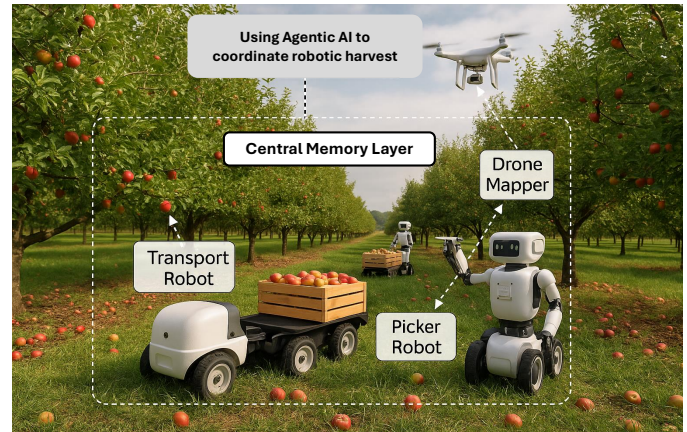 Using Agentic AI to
coordinate robotic harvest
Central Memory Layer
Drone
Mapper
Transport
Robot
Picker
Robot